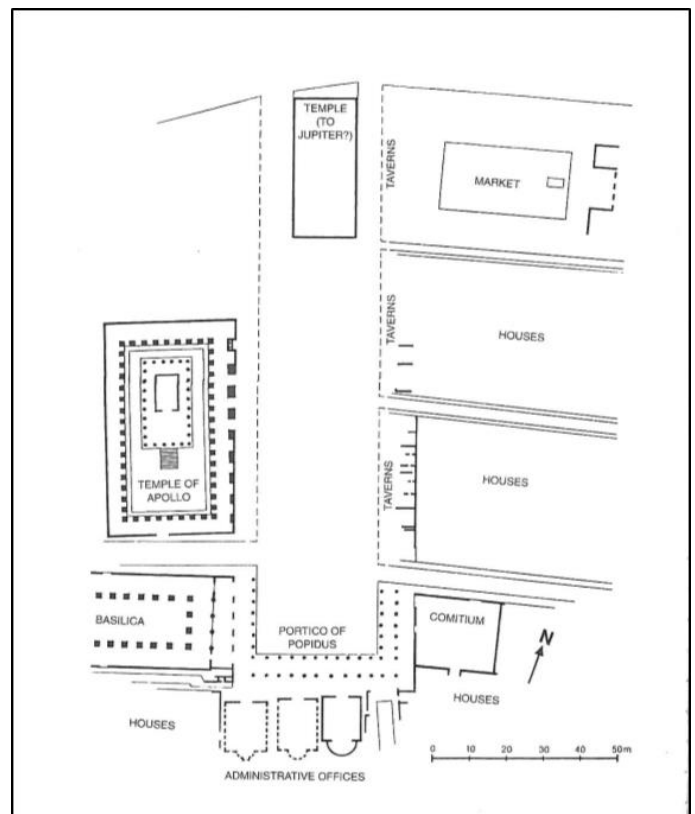 TEMPLE
(TO
JUPITER?)
TAVERNS
MARKET
TAVERNS
HOUSES
TEMPLE OF
APOLLO
TAVERNS
HOUSES
BASILICA
PORTICO OF
POPIDUS
COMITIUM
N
HOUSES
HOUSES
ADMINISTRATIVE OFFICES
0 10 20 30 40 50 m